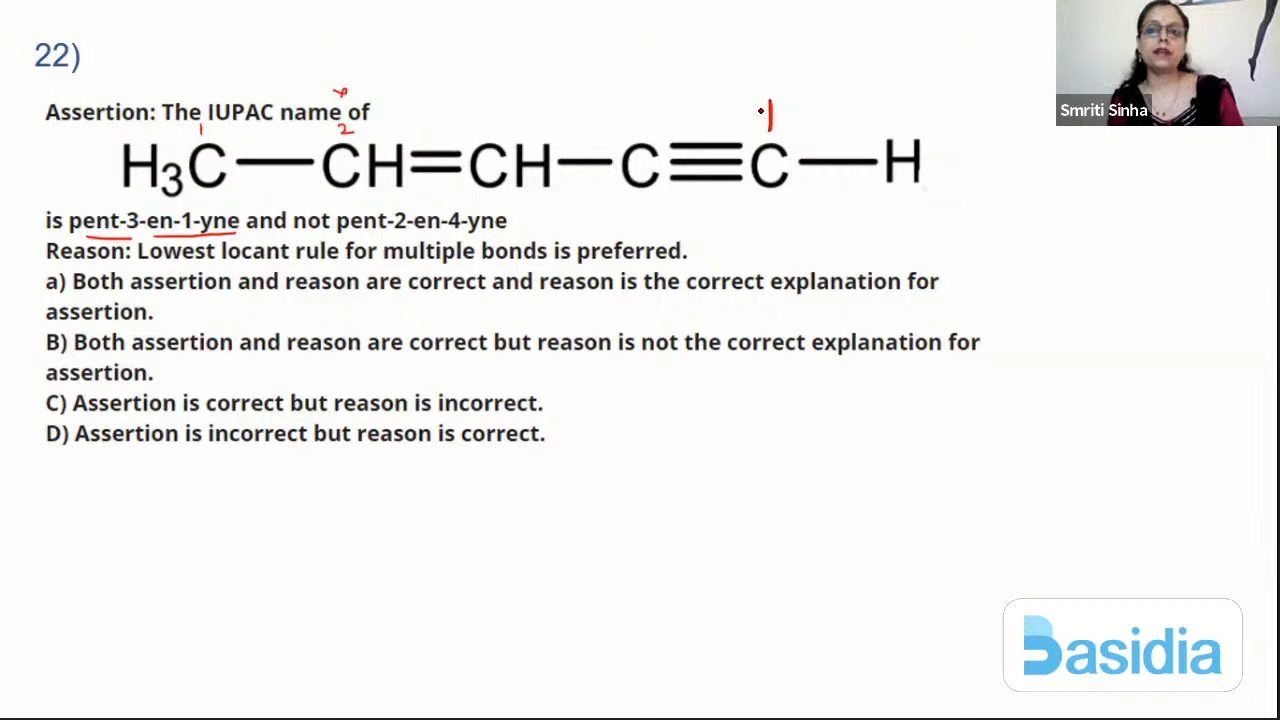 22)
Smriti Sinha
Assertion: The IUPAC name of
1 2 1
H3C—CH=CH—C≡C—H
is pent-3-en-1-yne and not pent-2-en-4-yne
Reason: Lowest locant rule for multiple bonds is preferred.
a) Both assertion and reason are correct and reason is the correct explanation for
assertion.
B) Both assertion and reason are correct but reason is not the correct explanation for
assertion.
C) Assertion is correct but reason is incorrect.
D) Assertion is incorrect but reason is correct.
Basidia